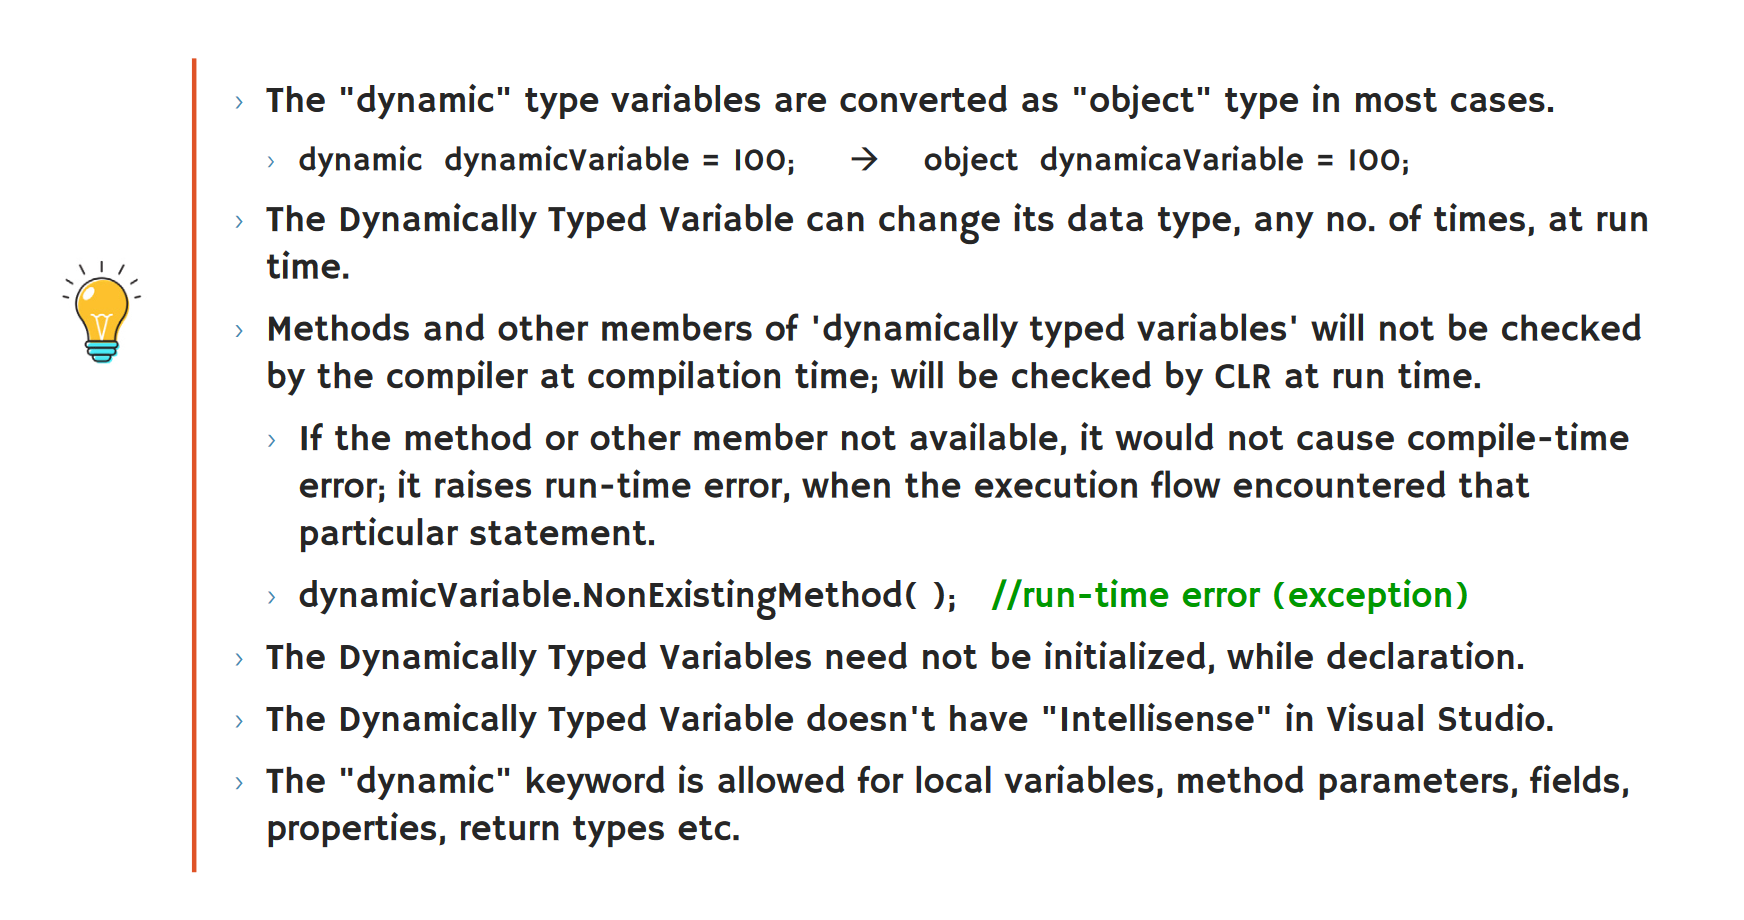 › The "dynamic" type variables are converted as "object" type in most cases.
› dynamic dynamicVariable = 100; → object dynamicaVariable = 100;
› The Dynamically Typed Variable can change its data type, any no. of times, at run
time.
› Methods and other members of 'dynamically typed variables' will not be checked
by the compiler at compilation time; will be checked by CLR at run time.
› If the method or other member not available, it would not cause compile-time
error; it raises run-time error, when the execution flow encountered that
particular statement.
› dynamicVariable.NonExistingMethod( ); //run-time error (exception)
› The Dynamically Typed Variables need not be initialized, while declaration.
› The Dynamically Typed Variable doesn't have "Intellisense" in Visual Studio.
› The "dynamic" keyword is allowed for local variables, method parameters, fields,
properties, return types etc.